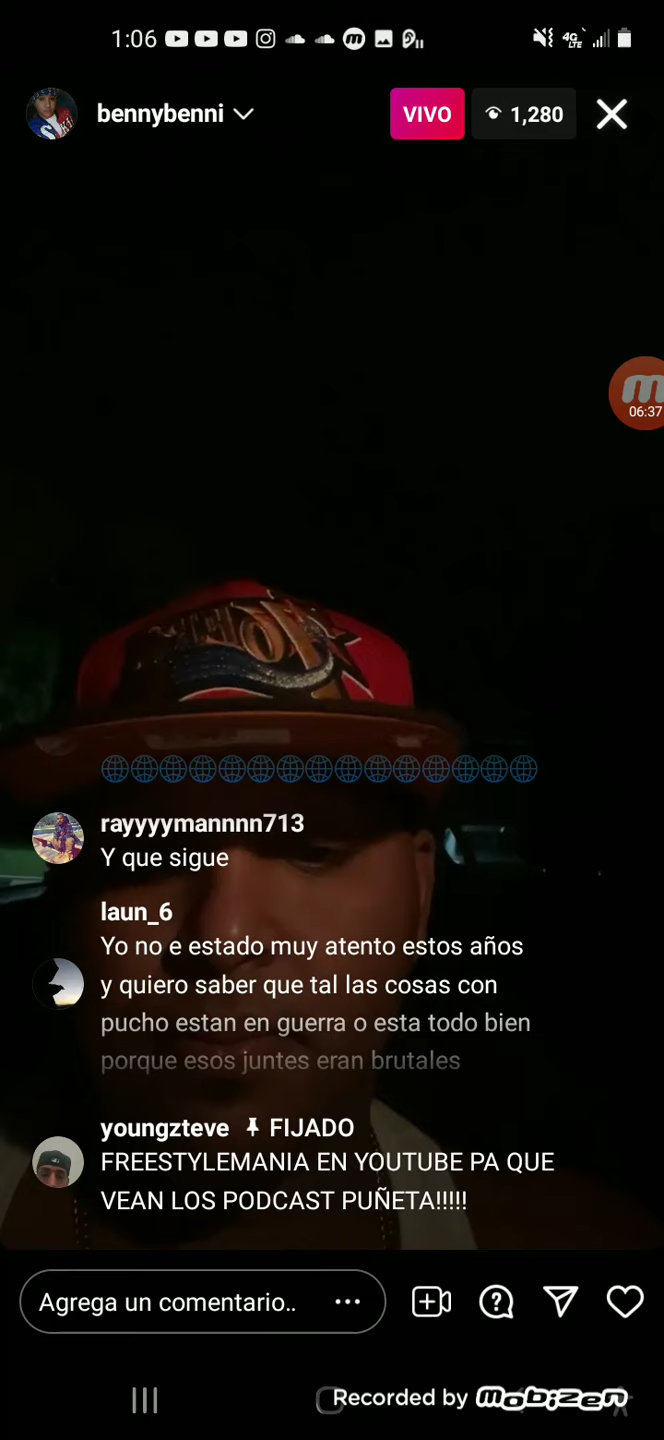 1:06
4G
LTE
bennybenni
VIVO
1,280
06:37
rayyyymannnn713
Y que sigue
laun_6
Yo no e estado muy atento estos años
y quiero saber que tal las cosas con
pucho estan en guerra o esta todo bien
porque esos juntes eran brutales
youngzteve FIJADO
FREESTYLEMANIA EN YOUTUBE PA QUE
VEAN LOS PODCAST PUÑETA!!!!!
Agrega un comentario..
Recorded by mobizen